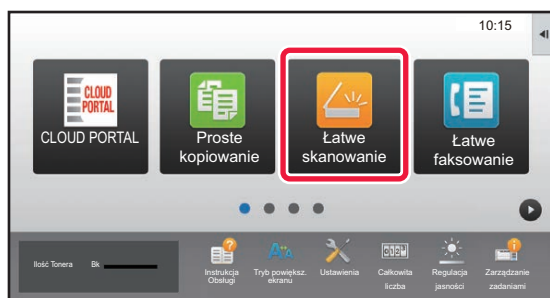 10:15
CLOUD
PORTAL
CLOUD PORTAL
Proste
kopiowanie
Łatwe
skanowanie
Łatwe
faksowanie
Ilość Tonera Bk
Instrukcja
Obsługi
Tryb powiększ.
ekranu
Ustawienia
Całkowita
liczba
Regulacja
jasności
Zarządzanie
zadaniami